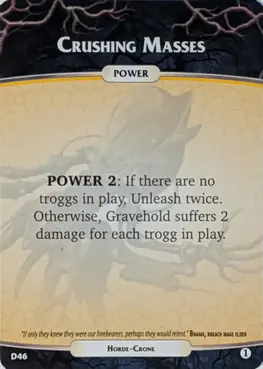 CRUSHING MASSES
POWER
POWER 2: If there are no
troggs in play, Unleash twice.
Otherwise, Gravehold suffers 2
damage for each trogg in play.
"If only they knew they were our forebearers, perhaps they would relent." BRAMA, BREACH MAGE ELDER
HORDE-CRONE
D46
1